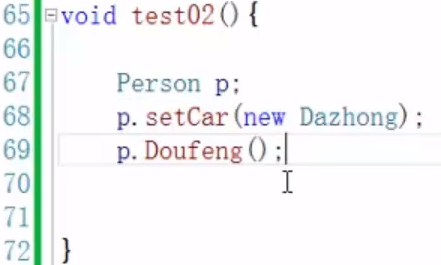 65 void test02(){
66
67 Person p;
68 p.setCar(new Dazhong);
69 p.Doufeng();
70
71
72 }